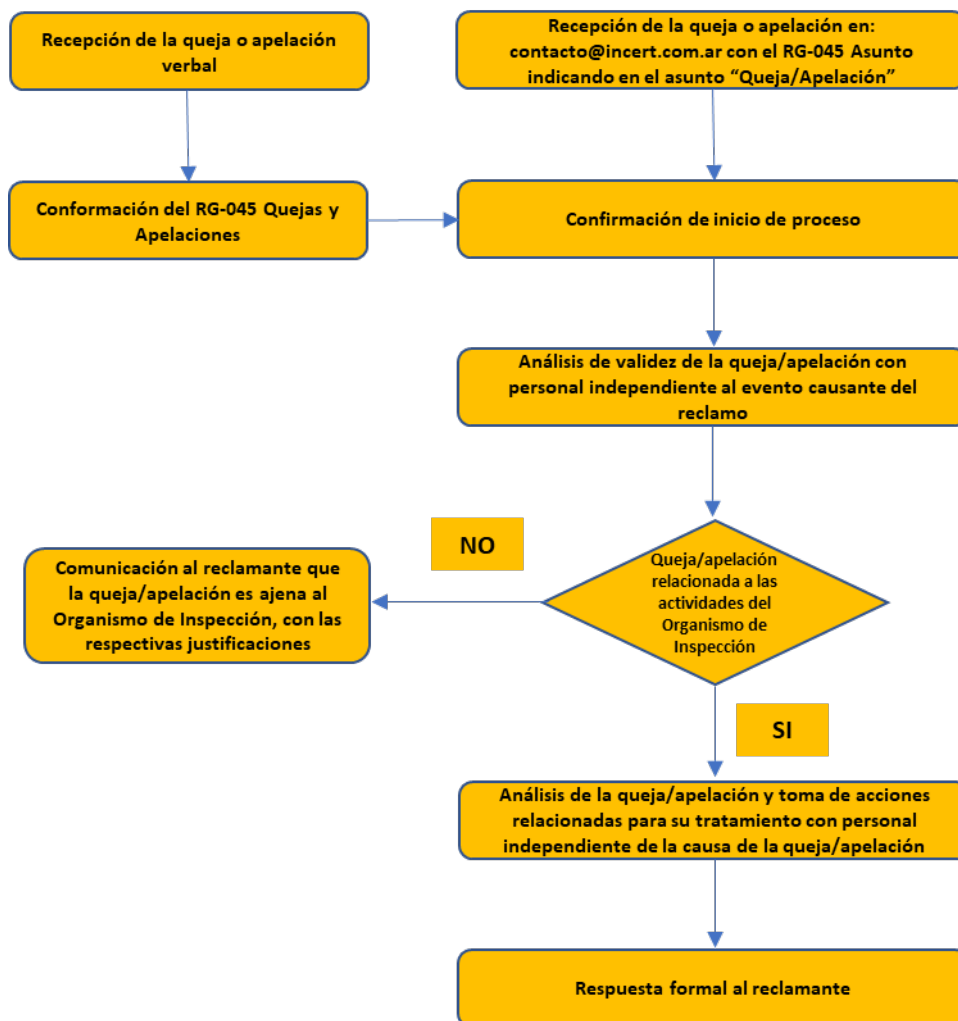 Recepción de la queja o apelación
verbal
Recepción de la queja o apelación en:
contacto@incert.com.ar con el RG-045 Asunto
indicando en el asunto “Queja/Apelación”
Conformación del RG-045 Quejas y
Apelaciones
Confirmación de inicio de proceso
Análisis de validez de la queja/apelación con
personal independiente al evento causante del
reclamo
NO
Queja/apelación
relacionada a las
actividades del
Organismo de
Inspección
Comunicación al reclamante que
la queja/apelación es ajena al
Organismo de Inspección, con las
respectivas justificaciones
SI
Análisis de la queja/apelación y toma de acciones
relacionadas para su tratamiento con personal
independiente de la causa de la queja/apelación
Respuesta formal al reclamante